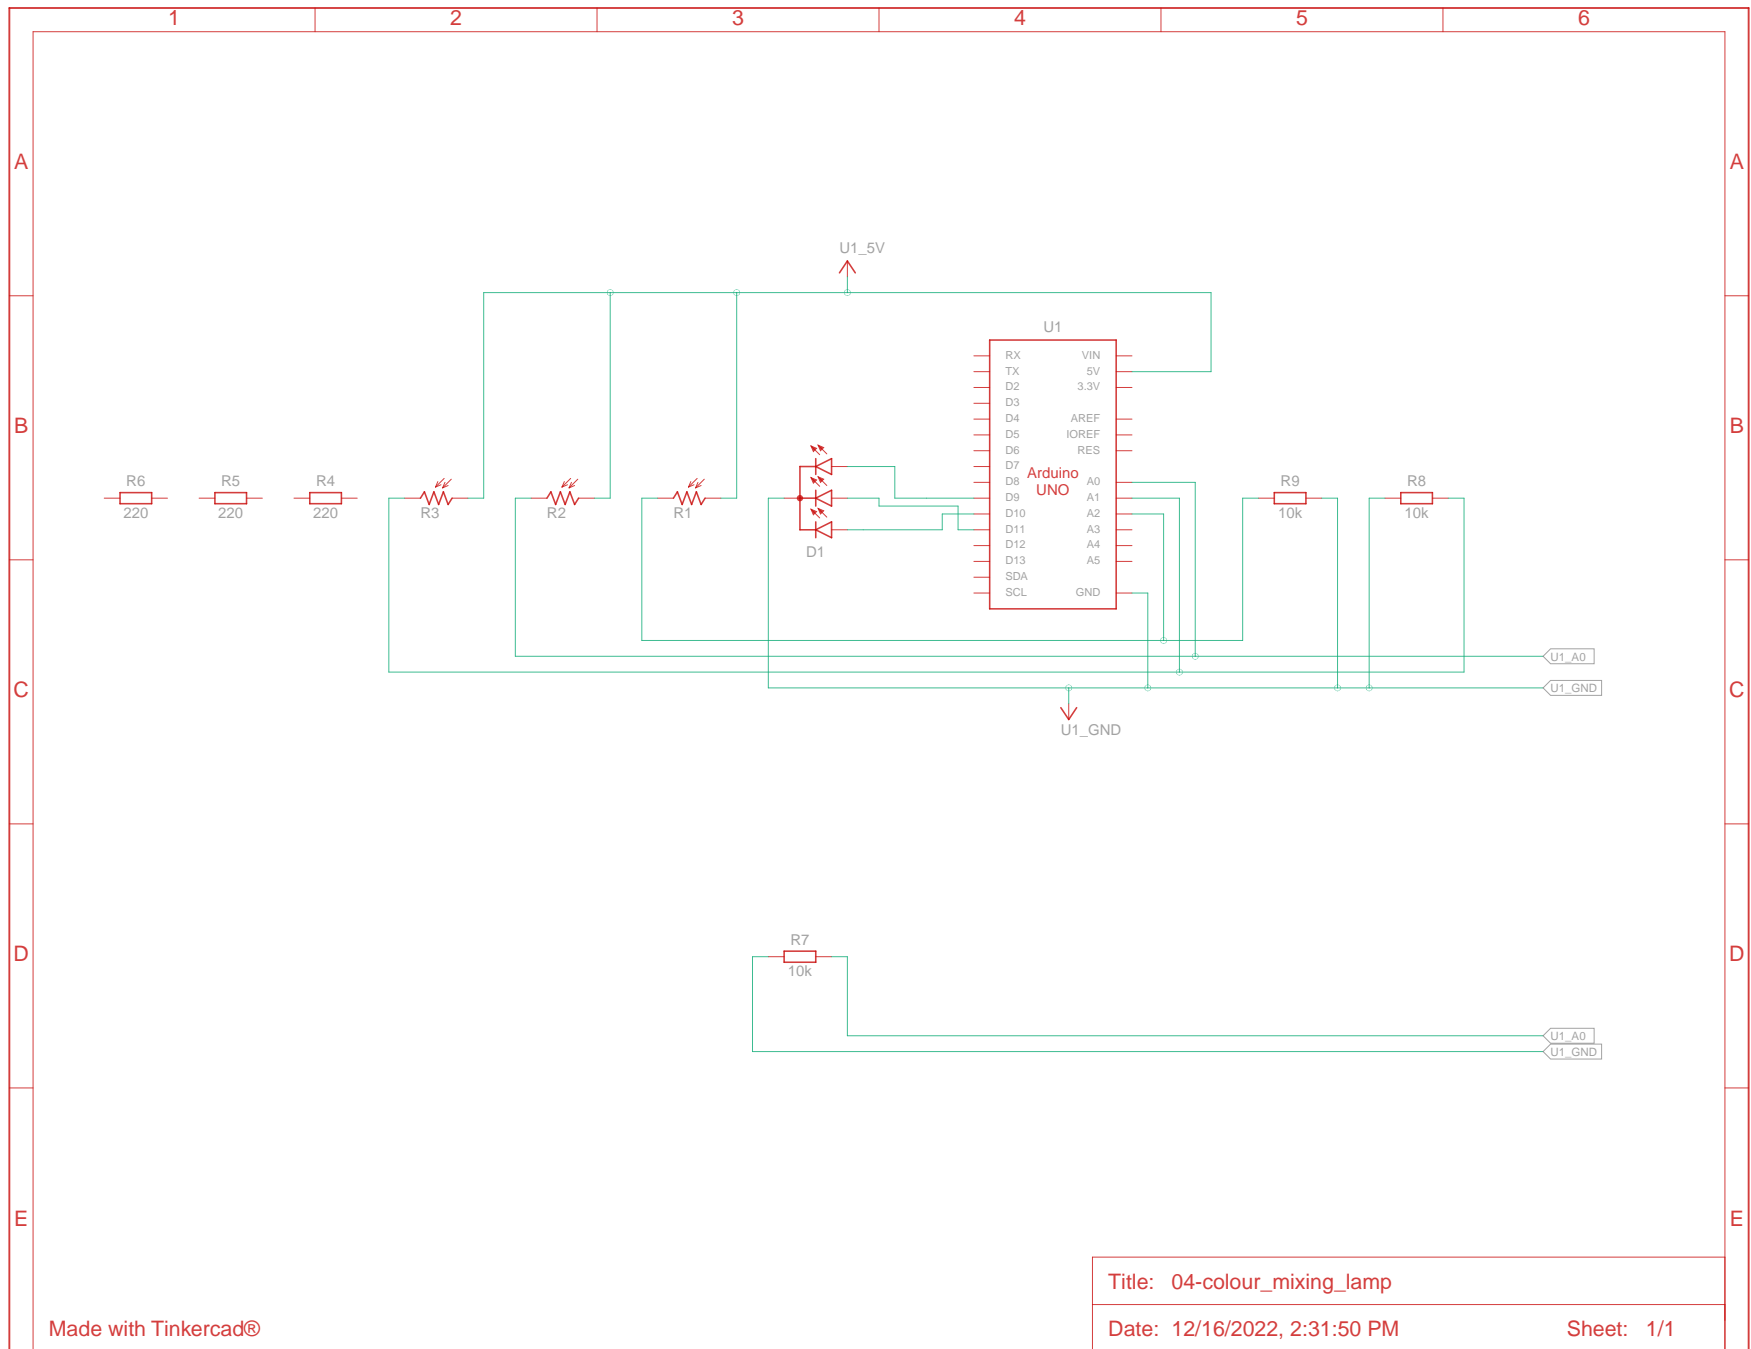 1 2 3 4 5 6
A A
U1_5V
U1
RX VIN
TX 5V
D2 3.3V
D3
D4 AREF
B D5 IOREF B
D6 RES
D7
Arduino
D8 A0
R6 R5 R4 R9 R8
UNO
D9 A1
220 220 220 R3 R2 R1 D10 A2 10k 10k
D11 A3
D12 A4
D1
D13 A5
SDA
SCL GND
U1_A0
C U1_GND C
U1_GND
R7
D D
10k
U1_A0
U1_GND
E E
Title: 04-colour_mixing_lamp
Made with Tinkercad® Date: 12/16/2022, 2:31:50 PM Sheet: 1/1